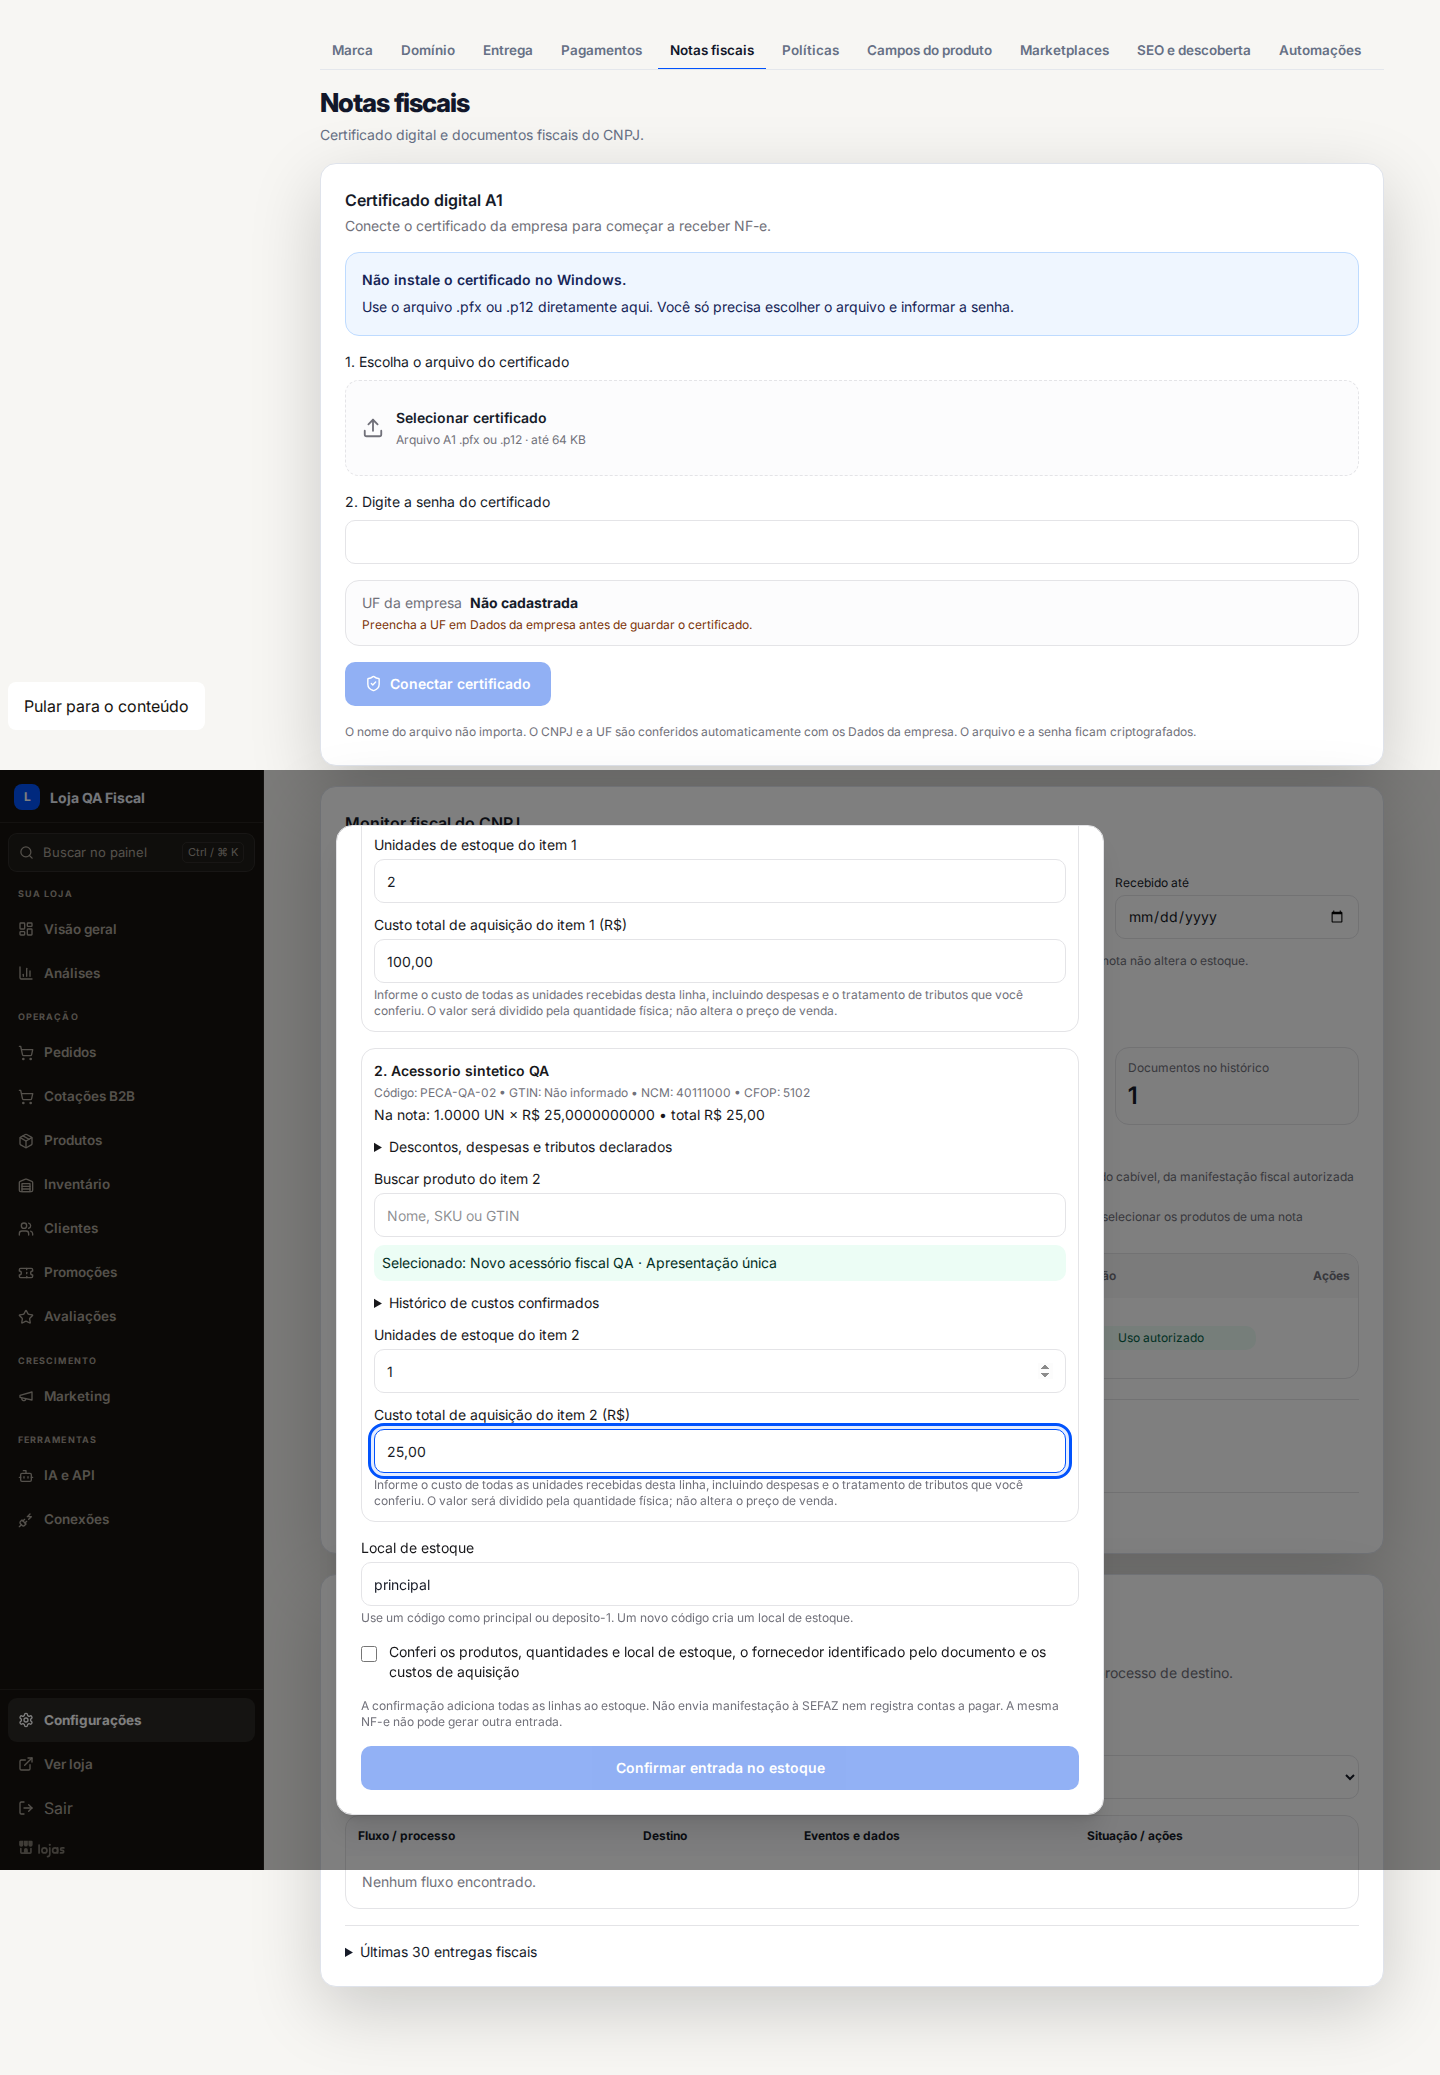 Marca Domínio Entrega Pagamentos Notas fiscais Políticas Campos do produto Marketplaces SEO e descoberta Automações
Notas fiscais
Certificado digital e documentos fiscais do CNPJ.
Certificado digital A1
Conecte o certificado da empresa para começar a receber NF-e.
Não instale o certificado no Windows.
Use o arquivo .pfx ou .p12 diretamente aqui. Você só precisa escolher o arquivo e informar a senha.
1. Escolha o arquivo do certificado
Selecionar certificado
Arquivo A1 .pfx ou .p12 · até 64 KB
2. Digite a senha do certificado
UF da empresa Não cadastrada
Preencha a UF em Dados da empresa antes de guardar o certificado.
Conectar certificado
O nome do arquivo não importa. O CNPJ e a UF são conferidos automaticamente com os Dados da empresa. O arquivo e a senha ficam criptografados.
Pular para o conteúdo
L Loja QA Fiscal
Buscar no painel Ctrl / ⌘ K
SUA LOJA
Visão geral
Análises
OPERAÇÃO
Pedidos
Cotações B2B
Produtos
Inventário
Clientes
Promoções
Avaliações
CRESCIMENTO
Marketing
FERRAMENTAS
IA e API
Conexões
Configurações
Ver loja
Sair
lojas
Monitor fiscal do CNPJ
Recebido até
mm/dd/yyyy
nota não altera o estoque.
Documentos no histórico
1
do cabível, da manifestação fiscal autorizada
selecionar os produtos de uma nota
ão Ações
Uso autorizado
rocesso de destino.
Unidades de estoque do item 1
2
Custo total de aquisição do item 1 (R$)
100,00
Informe o custo de todas as unidades recebidas desta linha, incluindo despesas e o tratamento de tributos que você
conferiu. O valor será dividido pela quantidade física; não altera o preço de venda.
2. Acessorio sintetico QA
Código: PECA-QA-02 • GTIN: Não informado • NCM: 40111000 • CFOP: 5102
Na nota: 1.0000 UN × R$ 25,0000000000 • total R$ 25,00
Descontos, despesas e tributos declarados
Buscar produto do item 2
Nome, SKU ou GTIN
Selecionado: Novo acessório fiscal QA · Apresentação única
Histórico de custos confirmados
Unidades de estoque do item 2
1
Custo total de aquisição do item 2 (R$)
25,00
Informe o custo de todas as unidades recebidas desta linha, incluindo despesas e o tratamento de tributos que você
conferiu. O valor será dividido pela quantidade física; não altera o preço de venda.
Local de estoque
principal
Use um código como principal ou deposito-1. Um novo código cria um local de estoque.
Conferi os produtos, quantidades e local de estoque, o fornecedor identificado pelo documento e os
custos de aquisição
A confirmação adiciona todas as linhas ao estoque. Não envia manifestação à SEFAZ nem registra contas a pagar. A mesma
NF-e não pode gerar outra entrada.
Confirmar entrada no estoque
Fluxo / processo Destino Eventos e dados Situação / ações
Nenhum fluxo encontrado.
Últimas 30 entregas fiscais